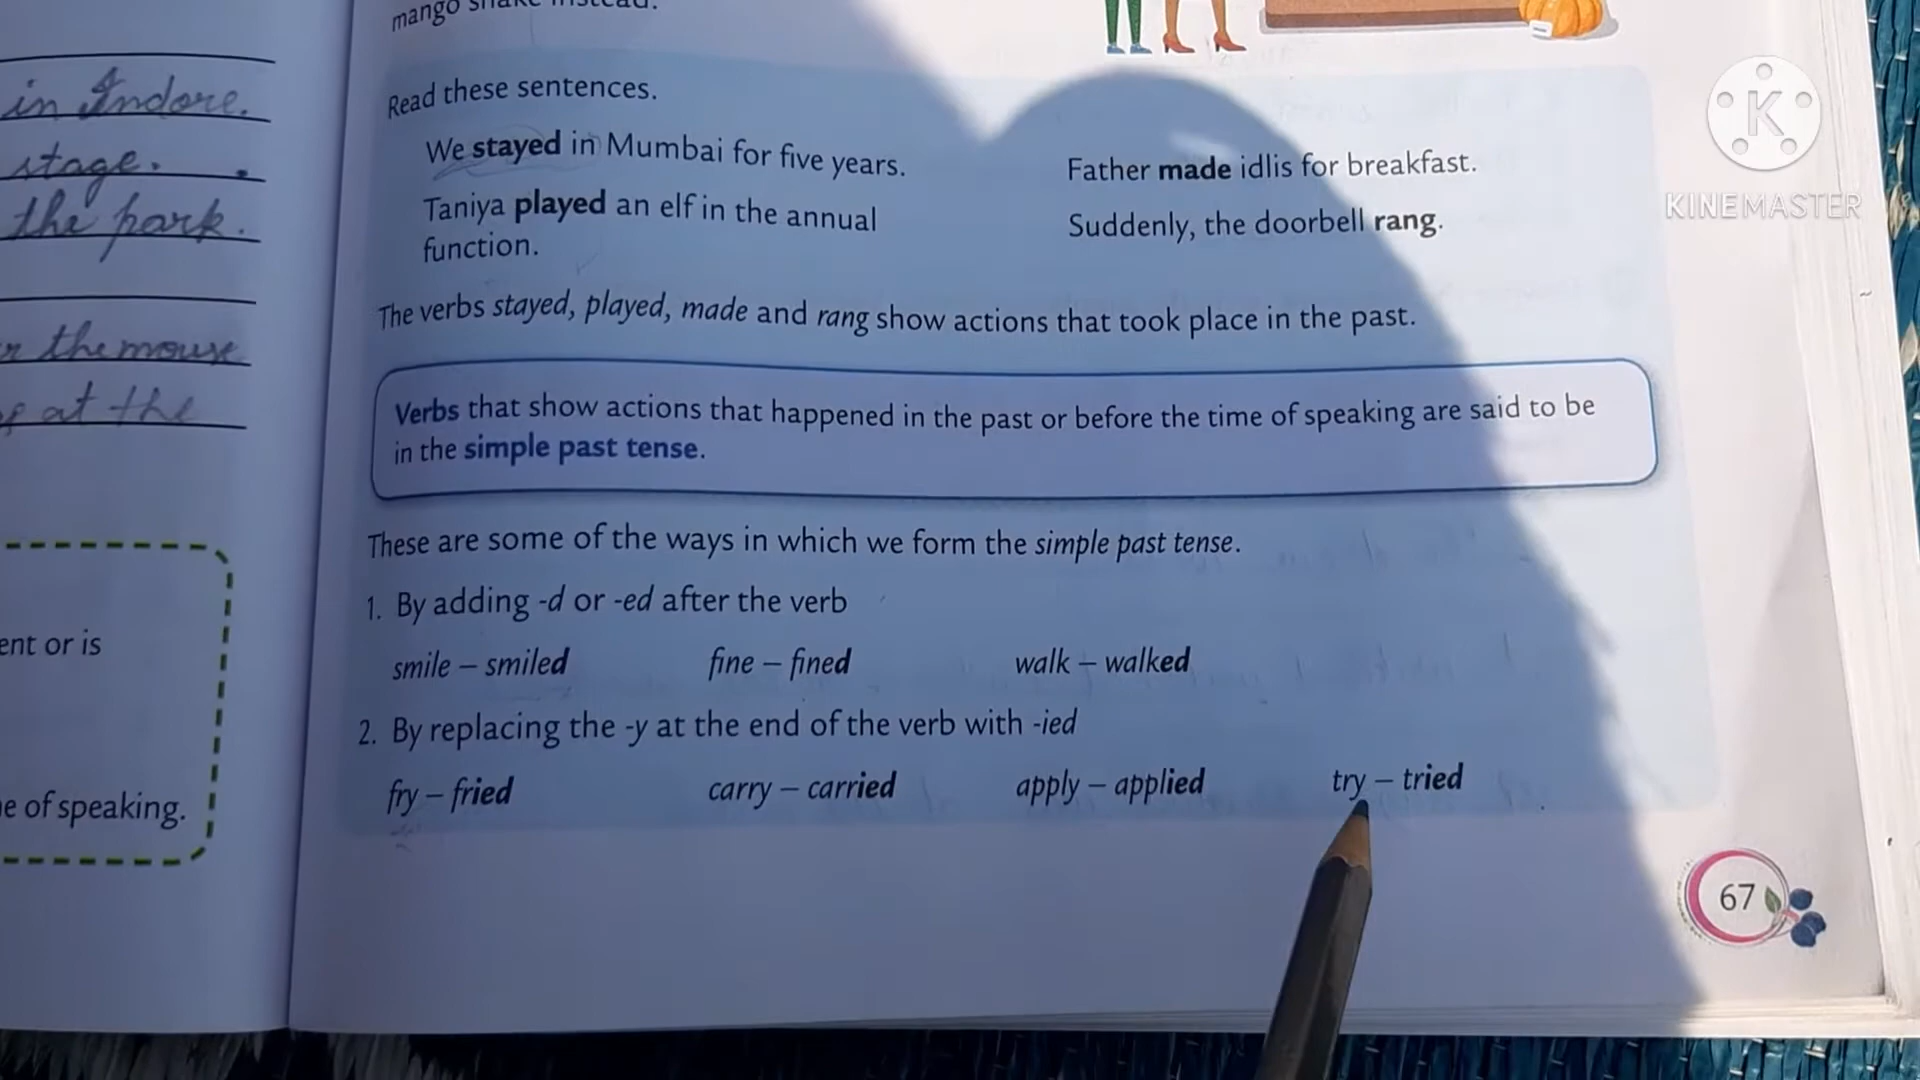 in Indore.
stage.
the park.
the mouse
at the
ent or is
e of speaking.
mango shake instead.
Read these sentences.
We stayed in Mumbai for five years.
Taniya played an elf in the annual
function.
Father made idlis for breakfast.
Suddenly, the doorbell rang.
The verbs stayed, played, made and rang show actions that took place in the past.
Verbs that show actions that happened in the past or before the time of speaking are said to be
in the simple past tense.
These are some of the ways in which we form the simple past tense.
1. By adding -d or -ed after the verb
smile – smiled fine – fined walk – walked
2. By replacing the -y at the end of the verb with -ied
fry – fried carry – carried apply – applied try – tried
67
K
KINEMASTER